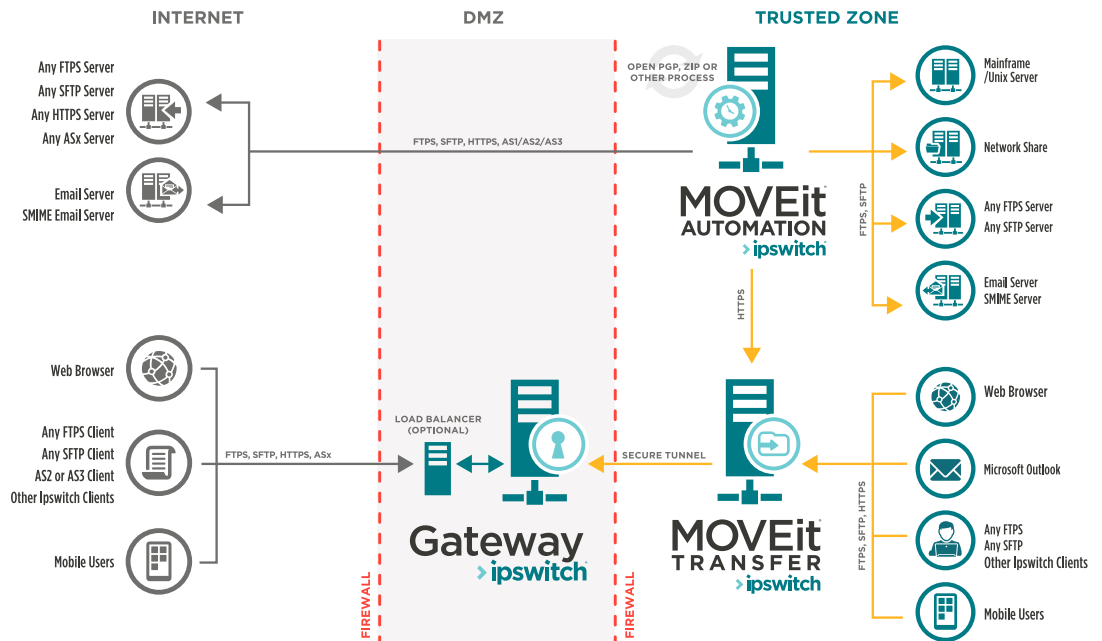 INTERNET
DMZ
TRUSTED ZONE
Any FTPS Server
Any SFTP Server
Any HTTPS Server
Any ASx Server
Email Server
SMIME Email Server
FTPS, SFTP, HTTPS, AS1/AS2/AS3
OPEN PGP, ZIP OR
OTHER PROCESS
MOVEit
AUTOMATION
ipswitch
FTPS, SFTP
Mainframe
/Unix Server
Network Share
Any FTPS Server
Any SFTP Server
Email Server
SMIME Server
HTTPS
Web Browser
Any FTPS Client
Any SFTP Client
AS2 or AS3 Client
Other Ipswitch Clients
Mobile Users
FTPS, SFTP, HTTPS, ASx
LOAD BALANCER
(OPTIONAL)
Gateway
ipswitch
SECURE TUNNEL
MOVEit
TRANSFER
ipswitch
FTPS, SFTP, HTTPS
Web Browser
Microsoft Outlook
Any FTPS
Any SFTP
Other Ipswitch Clients
Mobile Users
FIREWALL
FIREWALL